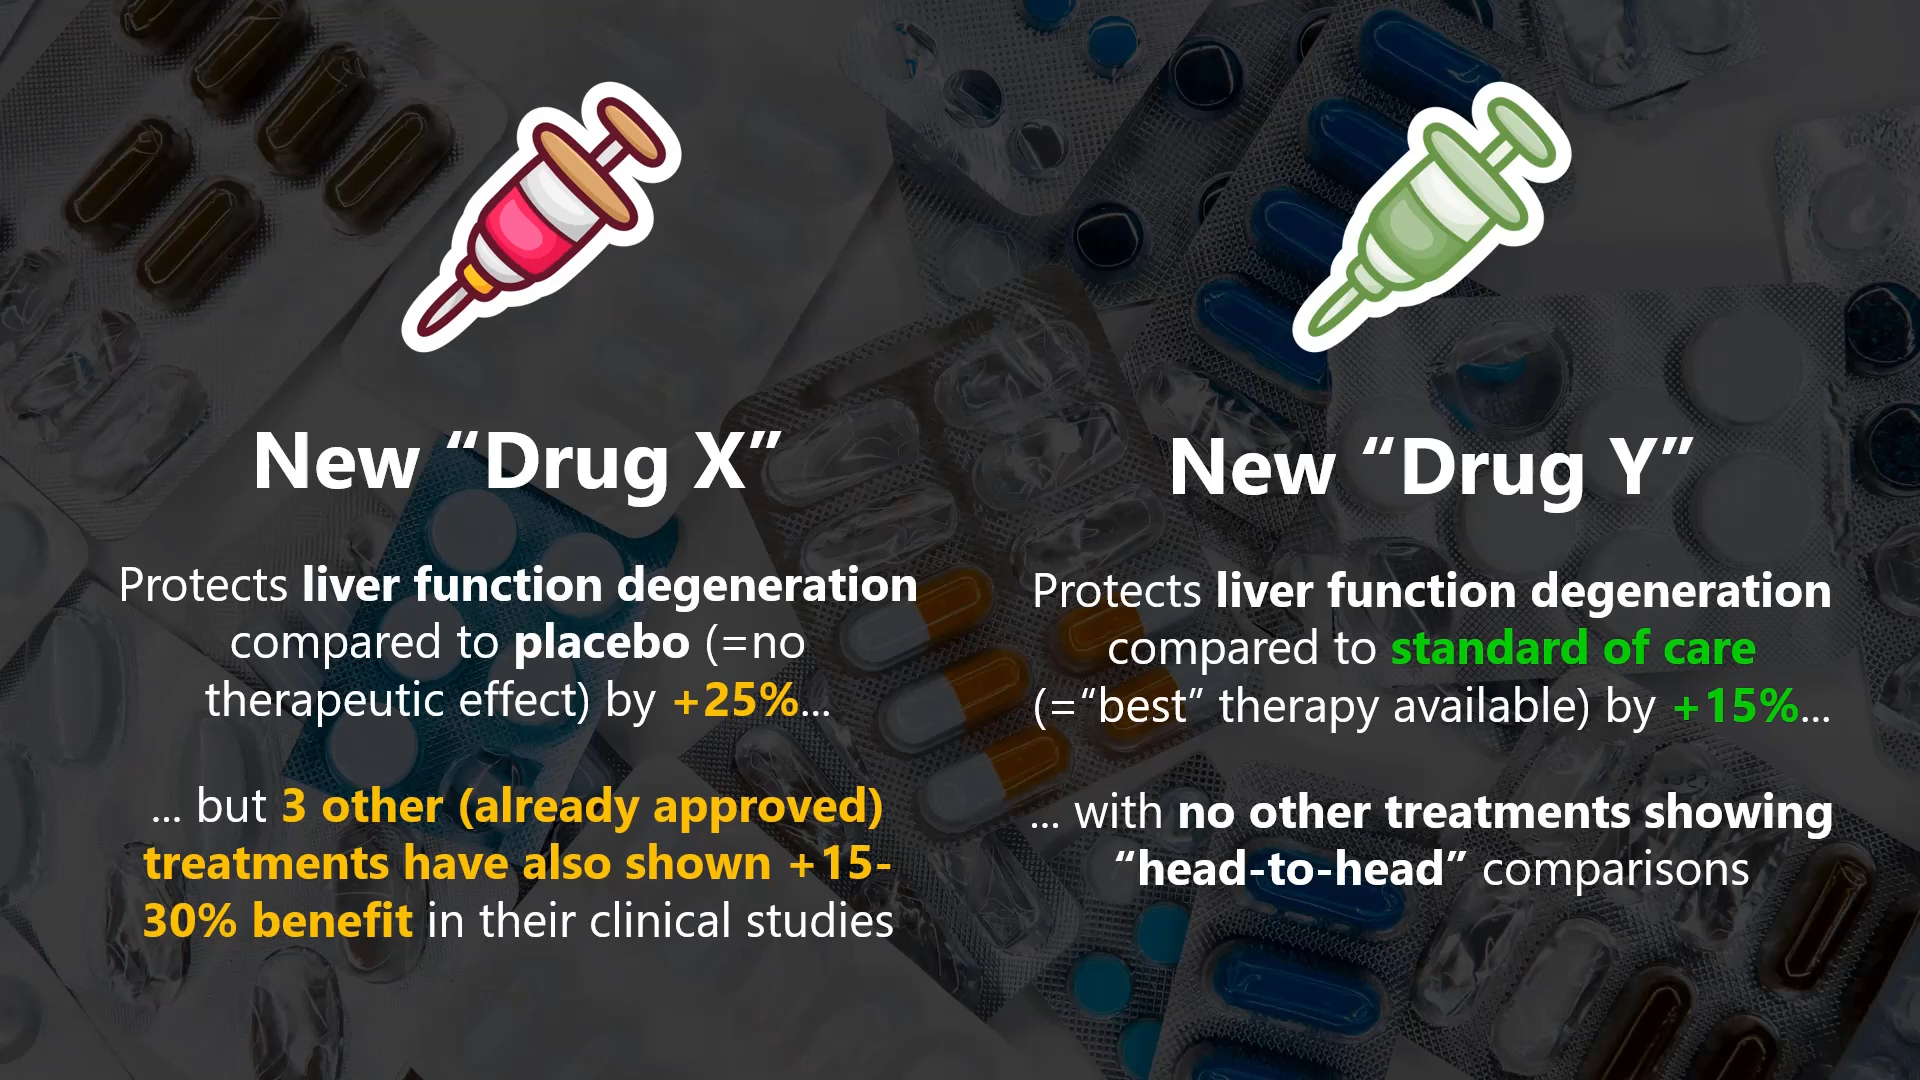 New “Drug X”
Protects liver function degeneration
compared to placebo (=no
therapeutic effect) by +25%...
... but 3 other (already approved)
treatments have also shown +15-
30% benefit in their clinical studies
New “Drug Y”
Protects liver function degeneration
compared to standard of care
(=“best” therapy available) by +15%...
... with no other treatments showing
“head-to-head” comparisons